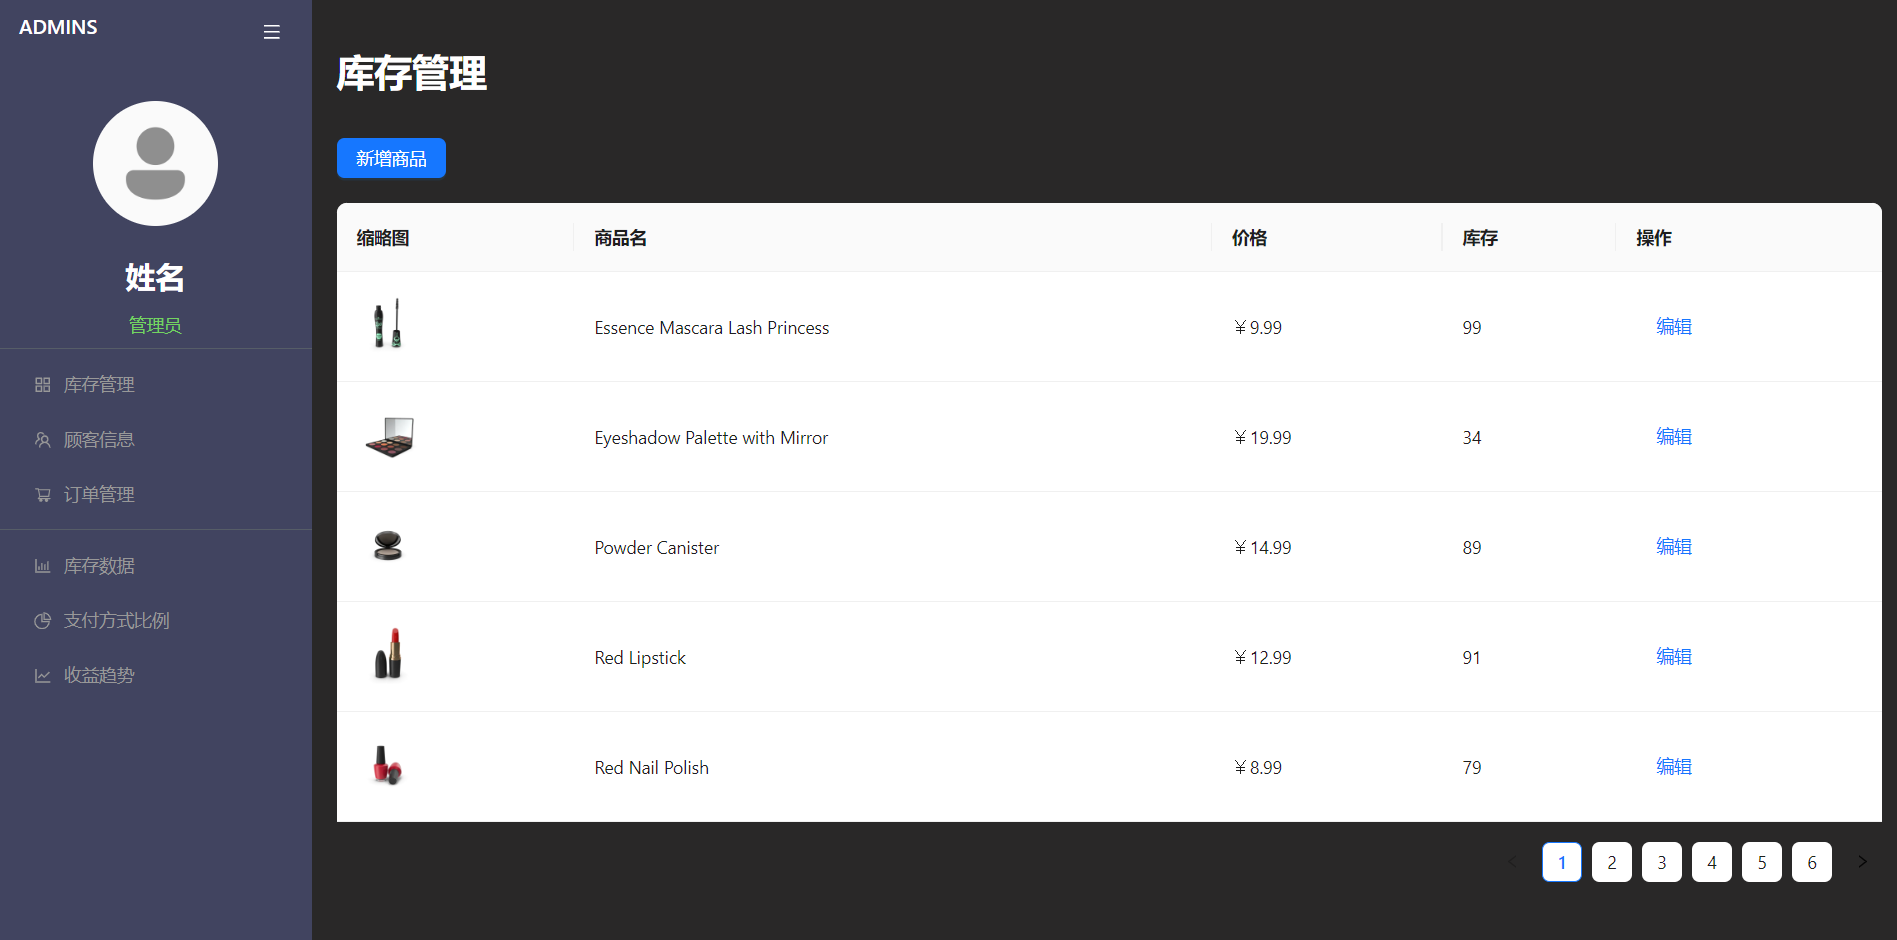 ADMINS
姓名
管理员
库存管理
顾客信息
订单管理
库存数据
支付方式比例
收益趋势
库存管理
新增商品
缩略图 商品名 价格 库存 操作
Essence Mascara Lash Princess ￥9.99 99 编辑
Eyeshadow Palette with Mirror ￥19.99 34 编辑
Powder Canister ￥14.99 89 编辑
Red Lipstick ￥12.99 91 编辑
Red Nail Polish ￥8.99 79 编辑
1 2 3 4 5 6